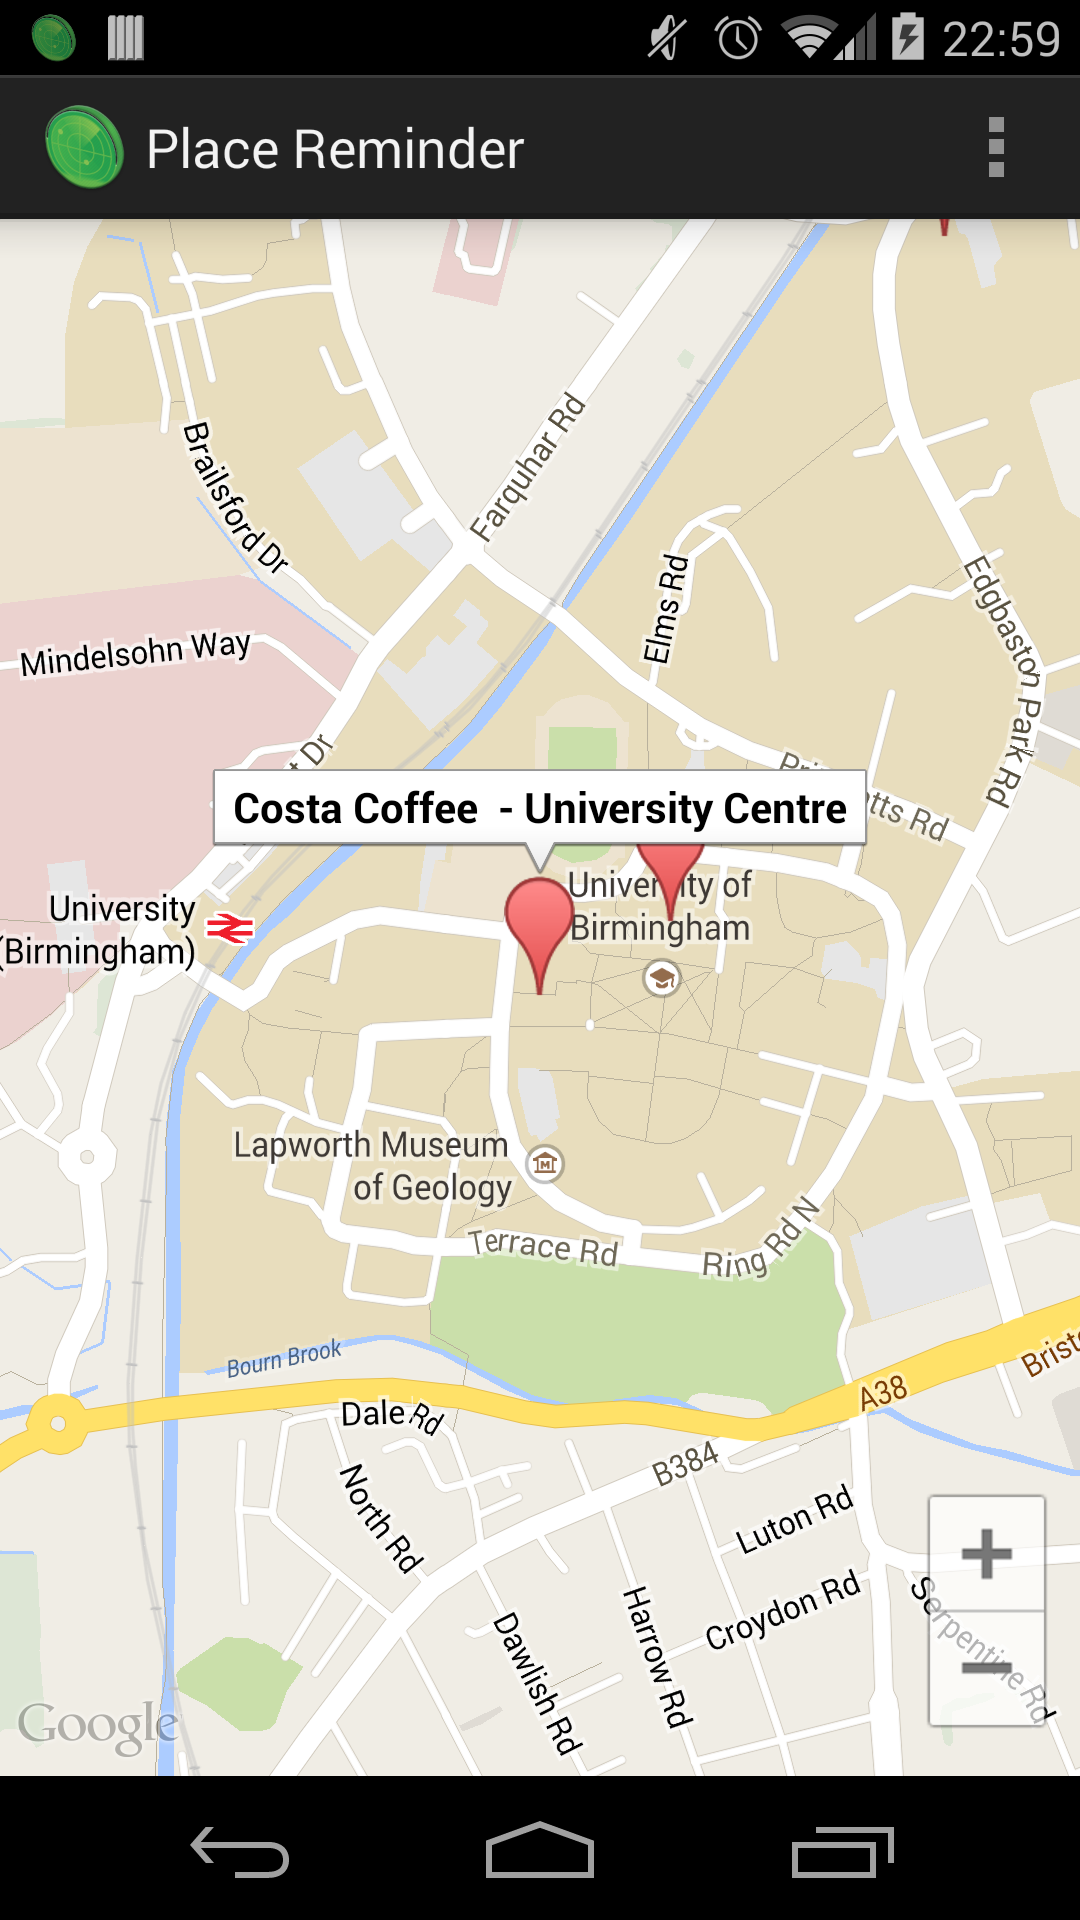 22:59
Place Reminder
Farquhar Rd
Brailsford Dr
Elms Rd
Edgbaston Park Rd
Mindelsohn Way
Dr
Costa Coffee - University Centre
University of
Birmingham
University
(Birmingham)
Lapworth Museum
of Geology
Terrace Rd
Ring Rd N
Bourn Brook
A38
Dale Rd
B384
North Rd
Luton Rd
Croydon Rd
Harrow Rd
Dawlish Rd
Serpentine Rd
Google